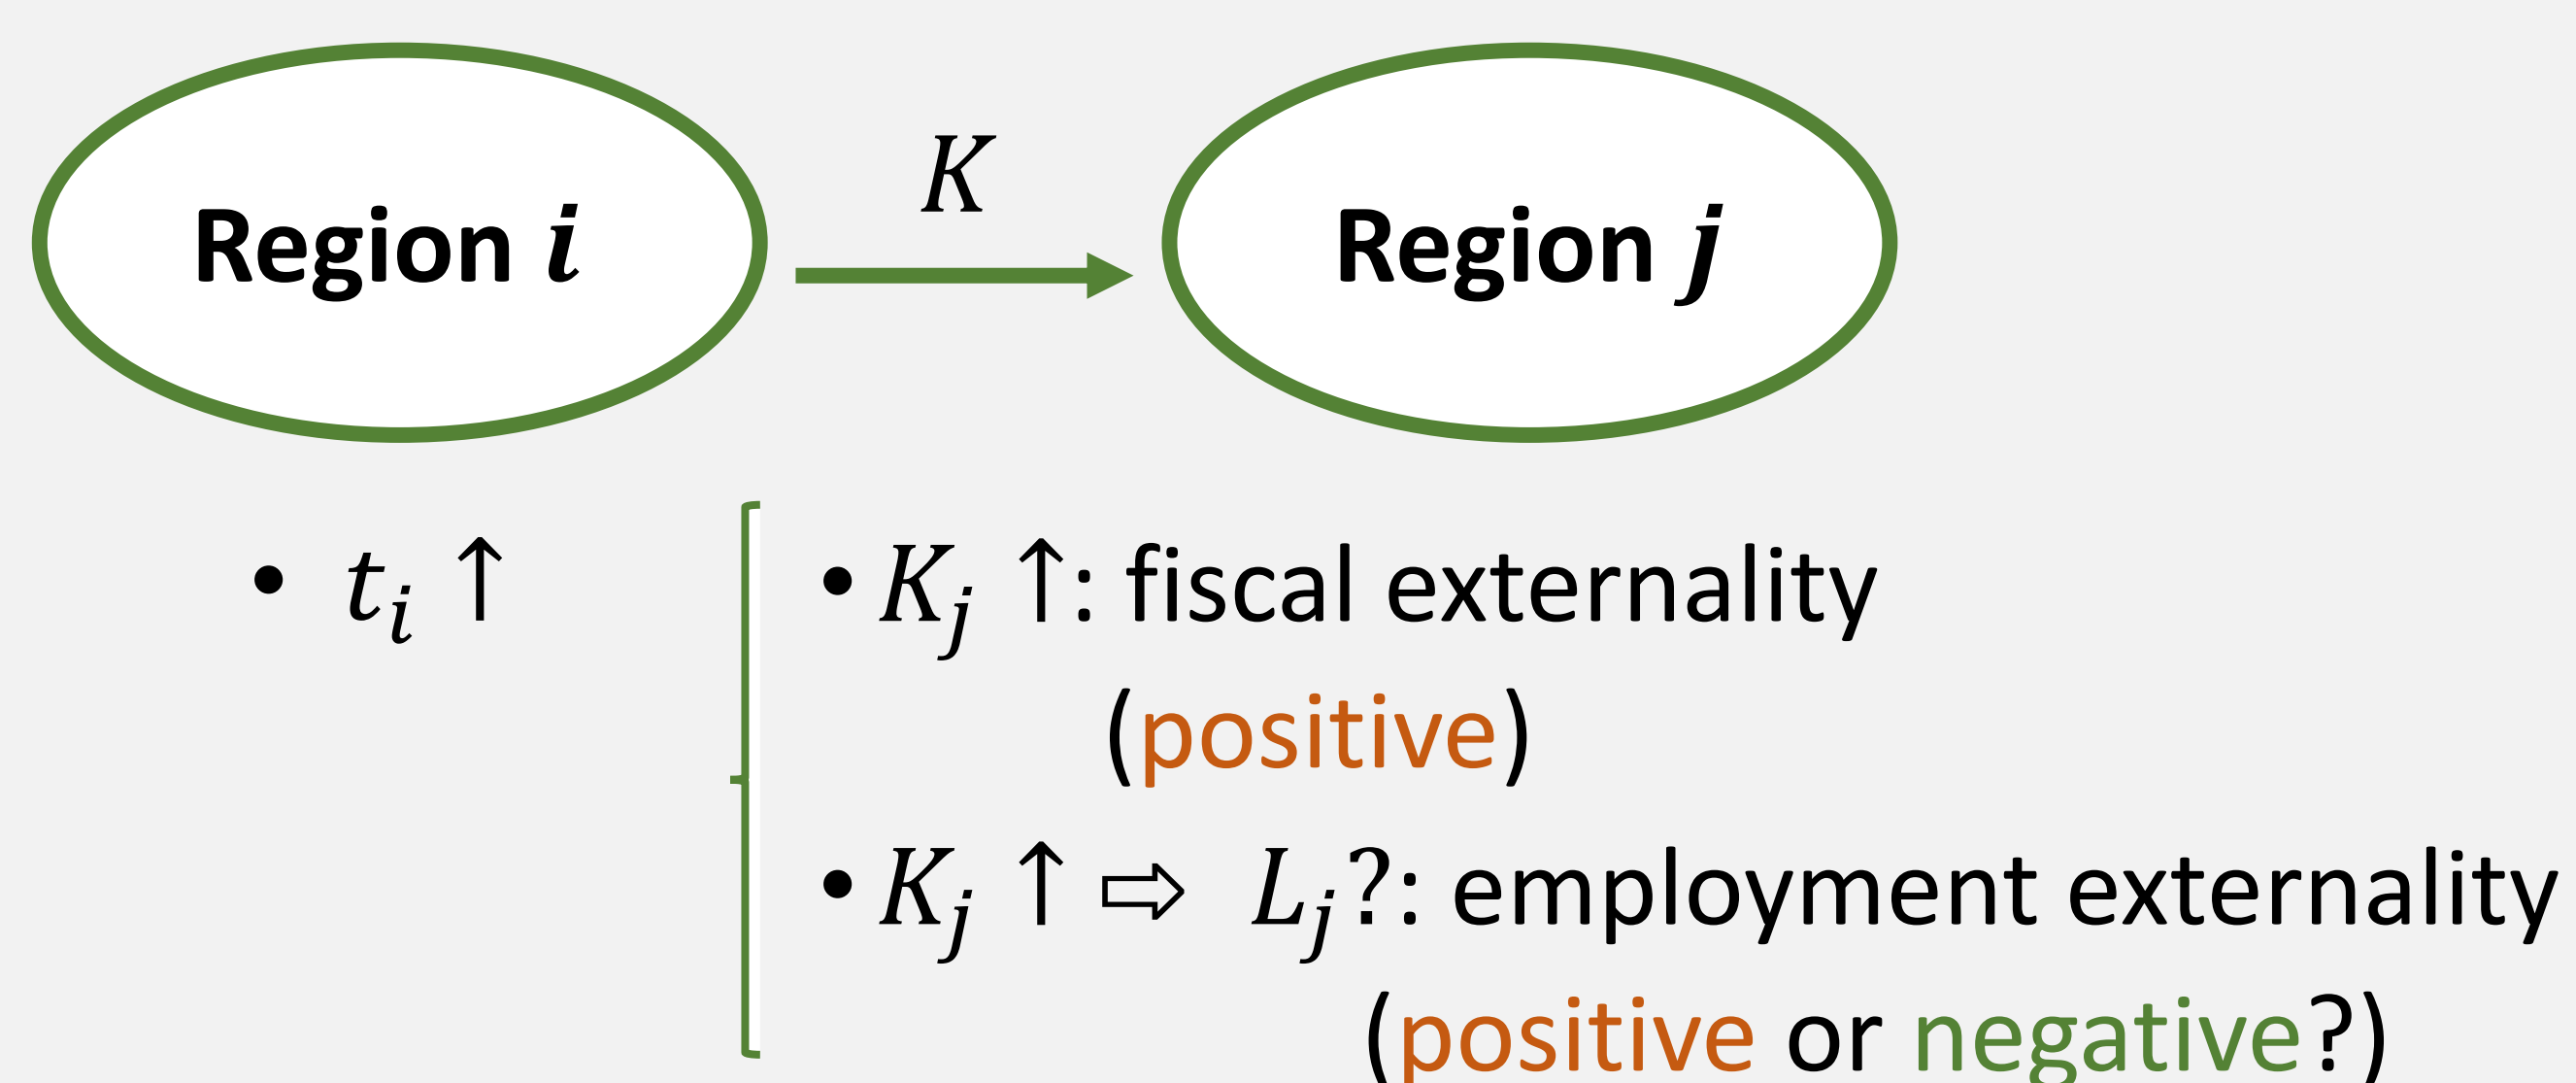 Region i
K
Region j
• t_i ↑
• K_j ↑: fiscal externality
(positive)
• K_j ↑ ⇨ L_j?: employment externality
(positive or negative?)